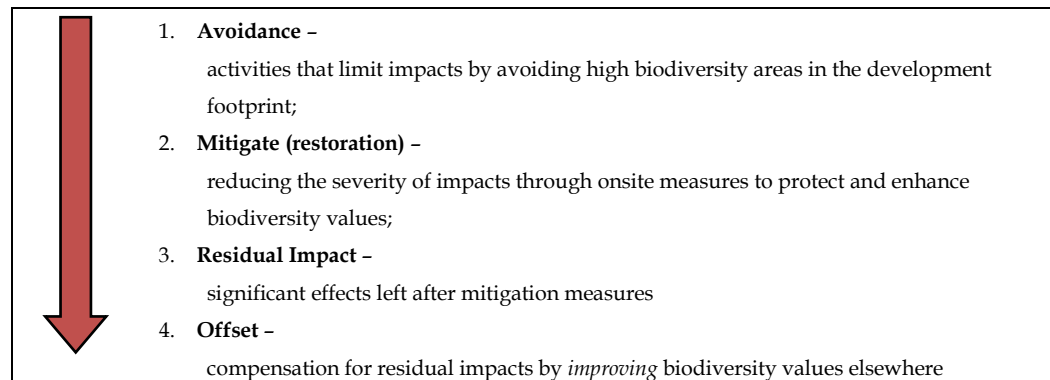 1. Avoidance –
activities that limit impacts by avoiding high biodiversity areas in the development
footprint;
2. Mitigate (restoration) –
reducing the severity of impacts through onsite measures to protect and enhance
biodiversity values;
3. Residual Impact –
significant effects left after mitigation measures
4. Offset –
compensation for residual impacts by improving biodiversity values elsewhere